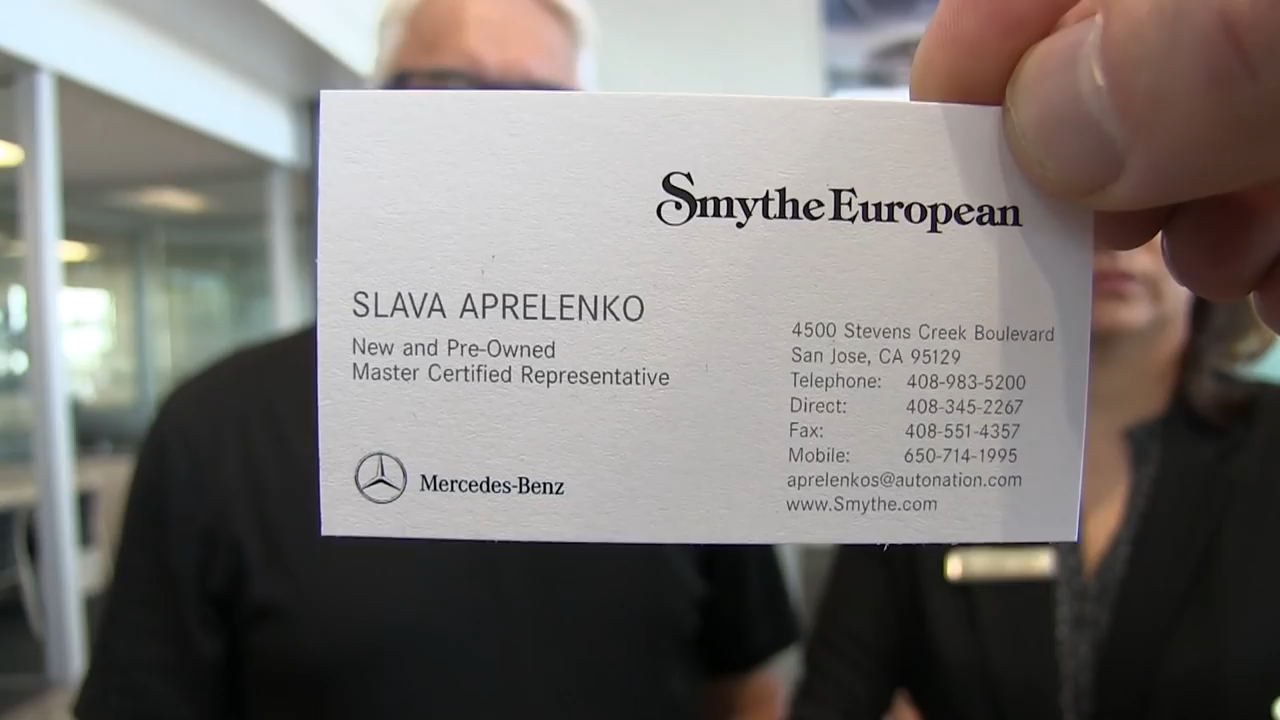 Smythe European
SLAVA APRELENKO
New and Pre-Owned
Master Certified Representative
Mercedes-Benz
4500 Stevens Creek Boulevard
San Jose, CA 95129
Telephone: 408-983-5200
Direct: 408-345-2267
Fax: 408-551-4357
Mobile: 650-714-1995
aprelenkos@autonation.com
www.Smythe.com